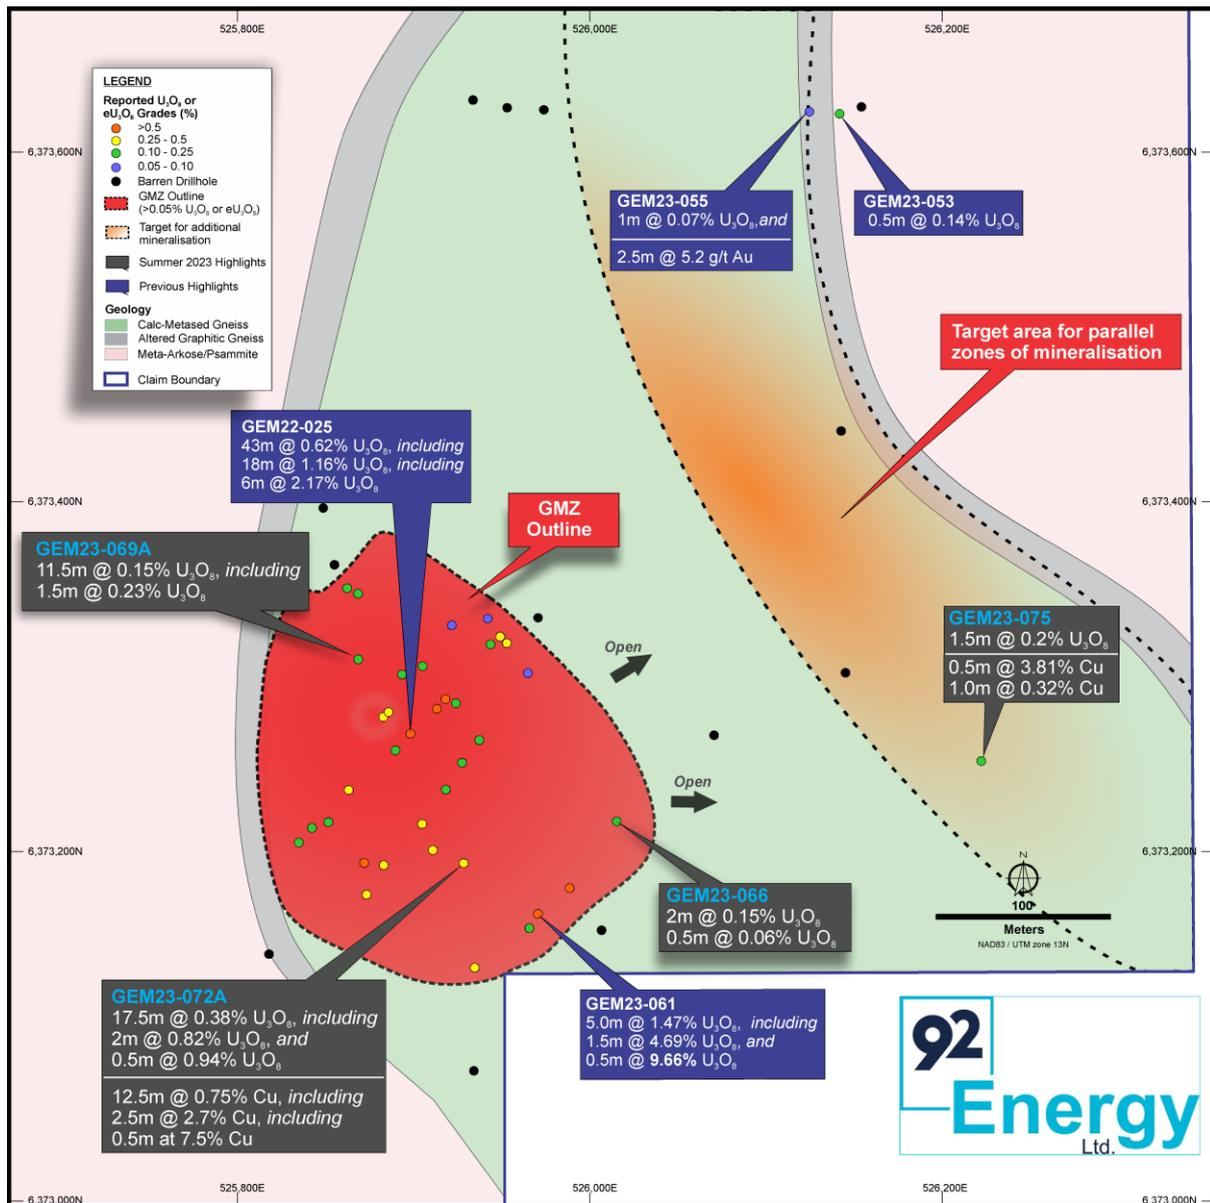 525,800E
526,000E
526,200E
LEGEND
Reported U₃O₈ or
eU₃O₈ Grades (%)
>0.5
0.25 - 0.5
0.10 - 0.25
0.05 - 0.10
Barren Drillhole
GMZ Outline
(>0.05% U₃O₈ or eU₃O₈)
Target for additional
mineralisation
Summer 2023 Highlights
Previous Highlights
Geology
Calc-Metased Gneiss
Altered Graphitic Gneiss
Meta-Arkose/Psammite
Claim Boundary
6,373,600N
6,373,600N
GEM23-055
1m @ 0.07% U₃O₈,and
2.5m @ 5.2 g/t Au
GEM23-053
0.5m @ 0.14% U₃O₈
Target area for parallel
zones of mineralisation
GEM22-025
43m @ 0.62% U₃O₈, including
18m @ 1.16% U₃O₈, including
6m @ 2.17% U₃O₈
6,373,400N
6,373,400N
GMZ
Outline
GEM23-069A
11.5m @ 0.15% U₃O₈, including
1.5m @ 0.23% U₃O₈
GEM23-075
1.5m @ 0.2% U₃O₈
0.5m @ 3.81% Cu
1.0m @ 0.32% Cu
Open
Open
6,373,200N
6,373,200N
N
100
Meters
NAD83 / UTM zone 13N
GEM23-066
2m @ 0.15% U₃O₈
0.5m @ 0.06% U₃O₈
GEM23-072A
17.5m @ 0.38% U₃O₈, including
2m @ 0.82% U₃O₈, and
0.5m @ 0.94% U₃O₈
12.5m @ 0.75% Cu, including
2.5m @ 2.7% Cu, including
0.5m at 7.5% Cu
GEM23-061
5.0m @ 1.47% U₃O₈, including
1.5m @ 4.69% U₃O₈, and
0.5m @ 9.66% U₃O₈
92
Energy
Ltd.
525,800E
526,000E
526,200E
6,373,000N
6,373,000N